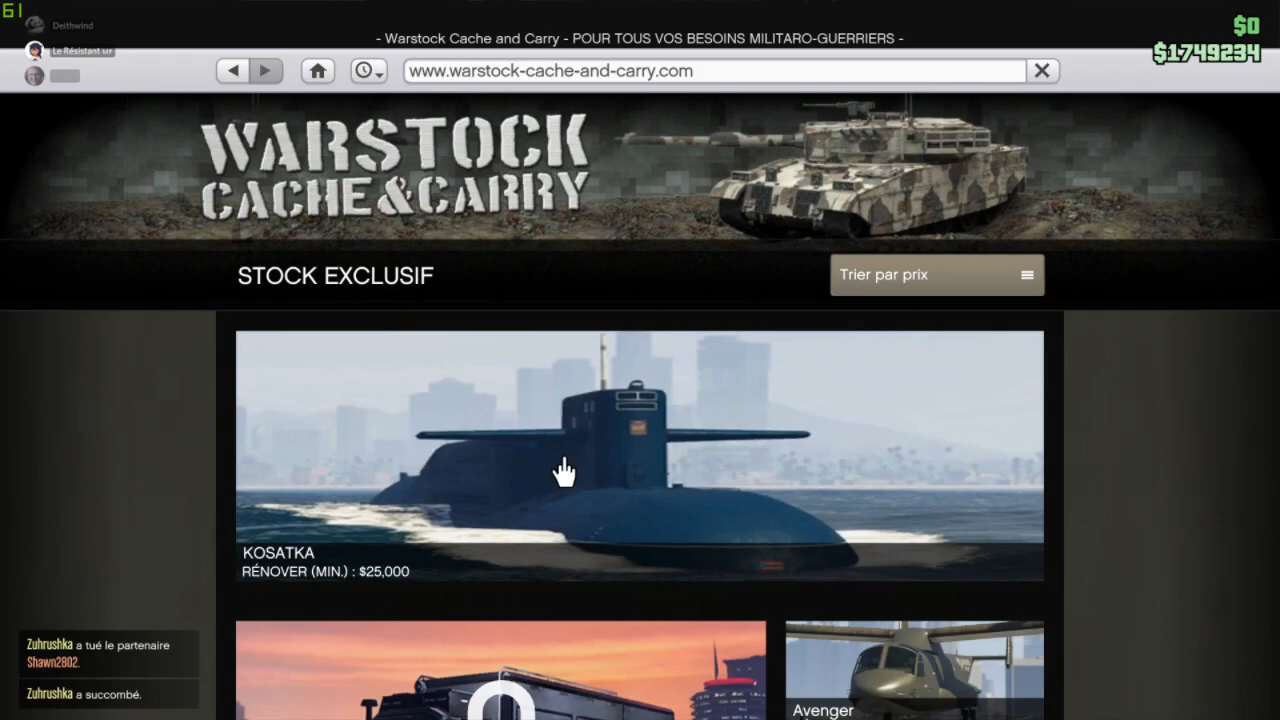 61
Deithwind
Le Résistant MF
- Warstock Cache and Carry - POUR TOUS VOS BESOINS MILITARO-GUERRIERS -
$0
$1749234
www.warstock-cache-and-carry.com
WARSTOCK
CACHE&CARRY
STOCK EXCLUSIF
Trier par prix
KOSATKA
RÉNOVER (MIN.) : $25,000
Zuhrushka a tué le partenaire
Shawn2802.
Zuhrushka a succombé.
Avenger